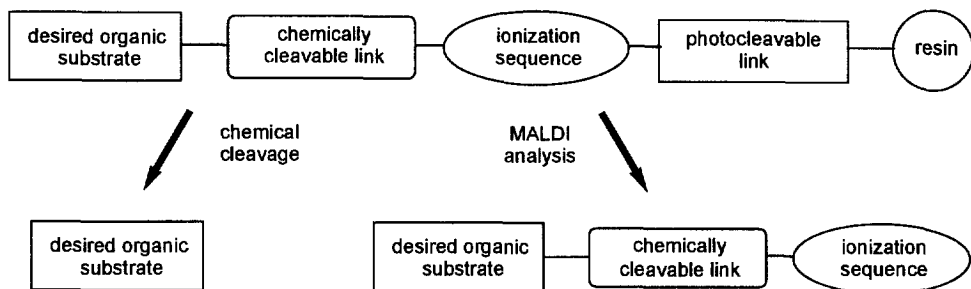 desired organic
substrate
chemically
cleavable link
ionization
sequence
photocleavable
link
resin
chemical
cleavage
MALDI
analysis
desired organic
substrate
desired organic
substrate
chemically
cleavable link
ionization
sequence